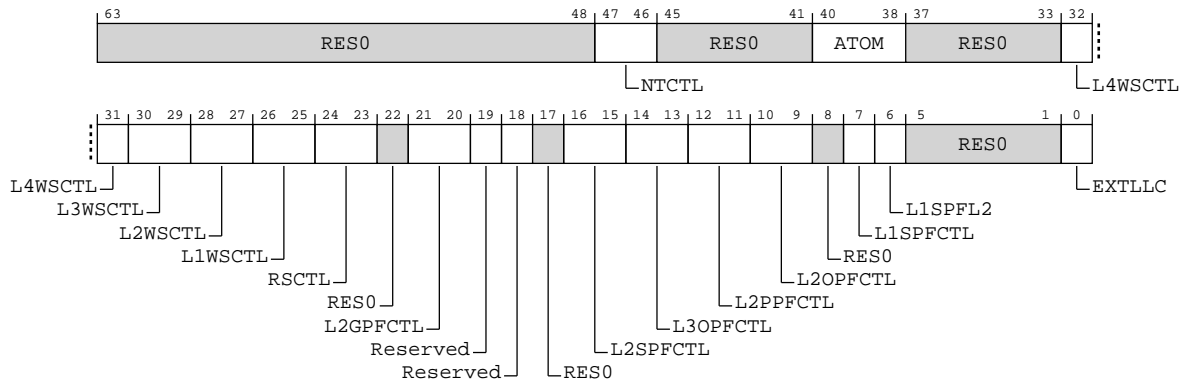 63 48 47 46 45 41 40 38 37 33 32
RES0 RES0 ATOM RES0
NTCTL L4WSCTL
31 30 29 28 27 26 25 24 23 22 21 20 19 18 17 16 15 14 13 12 11 10 9 8 7 6 5 1 0
RES0
L4WSCTL EXTLLC
L3WSCTL L1SPFL2
L2WSCTL L1SPFCTL
L1WSCTL RES0
RSCTL L2OPFCTL
RES0 L2PPFCTL
L2GPFCTL L3OPFCTL
Reserved L2SPFCTL
Reserved RES0